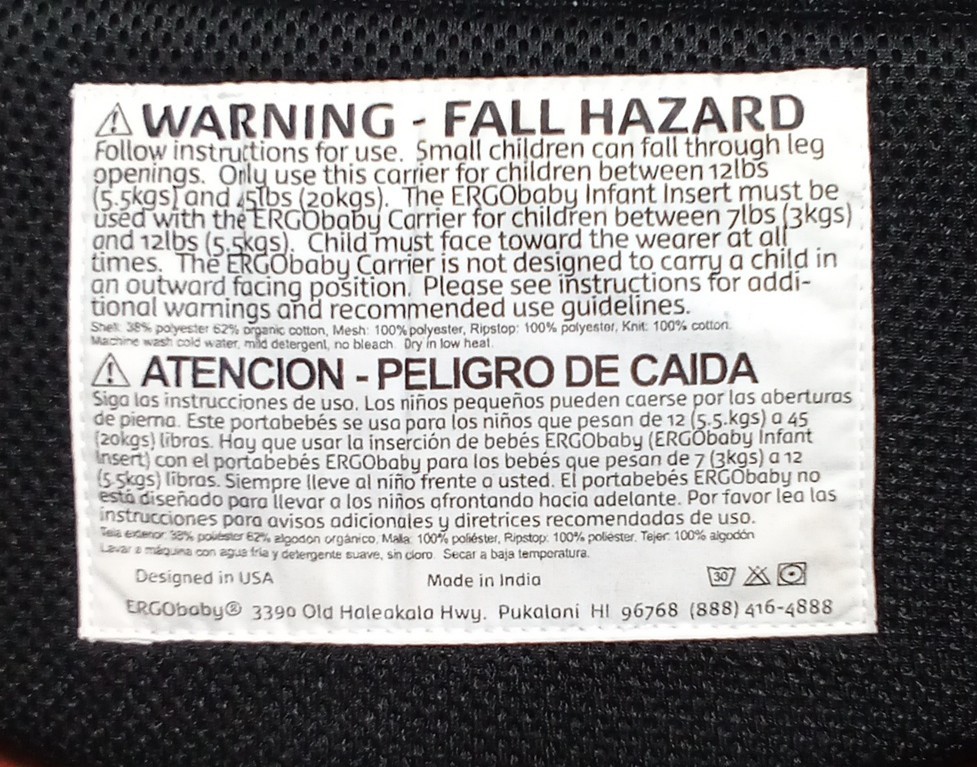 ⚠ WARNING - FALL HAZARD
Follow instructions for use. Small children can fall through leg
openings. Only use this carrier for children between 12lbs
(5.5kgs) and 45lbs (20kgs). The ERGObaby Infant Insert must be
used with the ERGObaby Carrier for children between 7lbs (3kgs)
and 12lbs (5.5kgs). Child must face toward the wearer at all
times. The ERGObaby Carrier is not designed to carry a child in
an outward facing position. Please see instructions for addi-
tional warnings and recommended use guidelines.
Shell: 38% polyester 62% organic cotton, Mesh: 100% polyester, Ripstop: 100% polyester, Knit: 100% cotton.
Machine wash cold water, mild detergent, no bleach. Dry in low heat.
⚠ ATENCION - PELIGRO DE CAIDA
Siga las instrucciones de uso. Los niños pequeños pueden caerse por las aberturas
de pierna. Este portabebés se usa para los niños que pesan de 12 (5.5.kgs) a 45
(20kgs) libras. Hay que usar la inserción de bebés ERGObaby (ERGObaby Infant
Insert) con el portabebés ERGObaby para los bebés que pesan de 7 (3kgs) a 12
(5.5kgs) libras. Siempre lleve al niño frente a usted. El portabebés ERGObaby no
está diseñado para llevar a los niños afrontando hacia adelante. Por favor lea las
instrucciones para avisos adicionales y diretrices recomendadas de uso.
Tela exterior: 38% poliéster 62% algodón orgánico, Malla: 100% poliéster, Ripstop: 100% poliéster, Tejer: 100% algodón
Lavar a máquina con agua fría y detergente suave, sin cloro. Secar a baja temperatura.
Designed in USA Made in India 30
ERGObaby® 3390 Old Haleakala Hwy. Pukalani HI 96768 (888) 416-4888